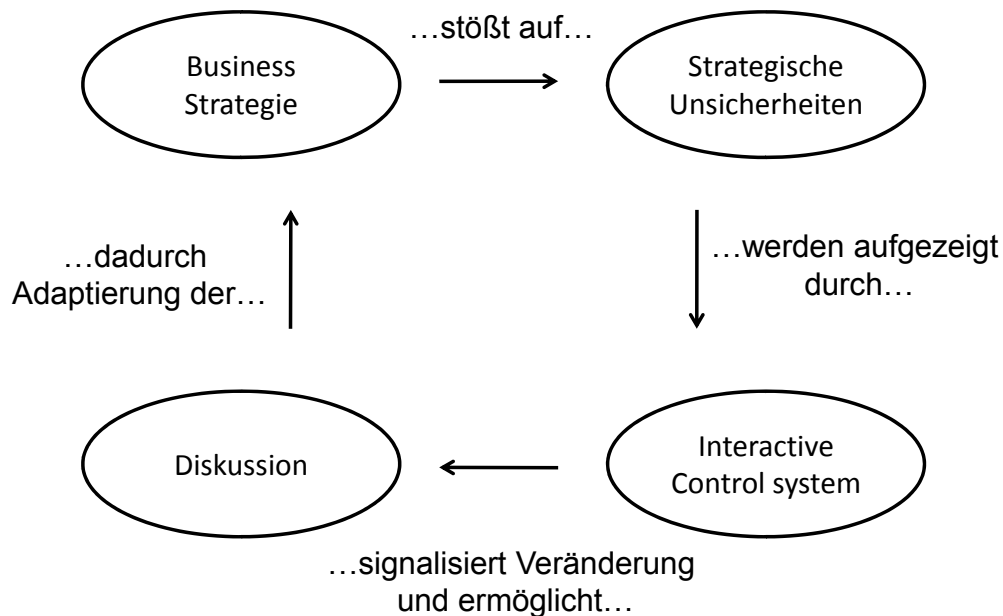 …stößt auf…
Business
Strategie
Strategische
Unsicherheiten
…werden aufgezeigt
durch…
Interactive
Control system
…signalisiert Veränderung
und ermöglicht…
Diskussion
…dadurch
Adaptierung der…